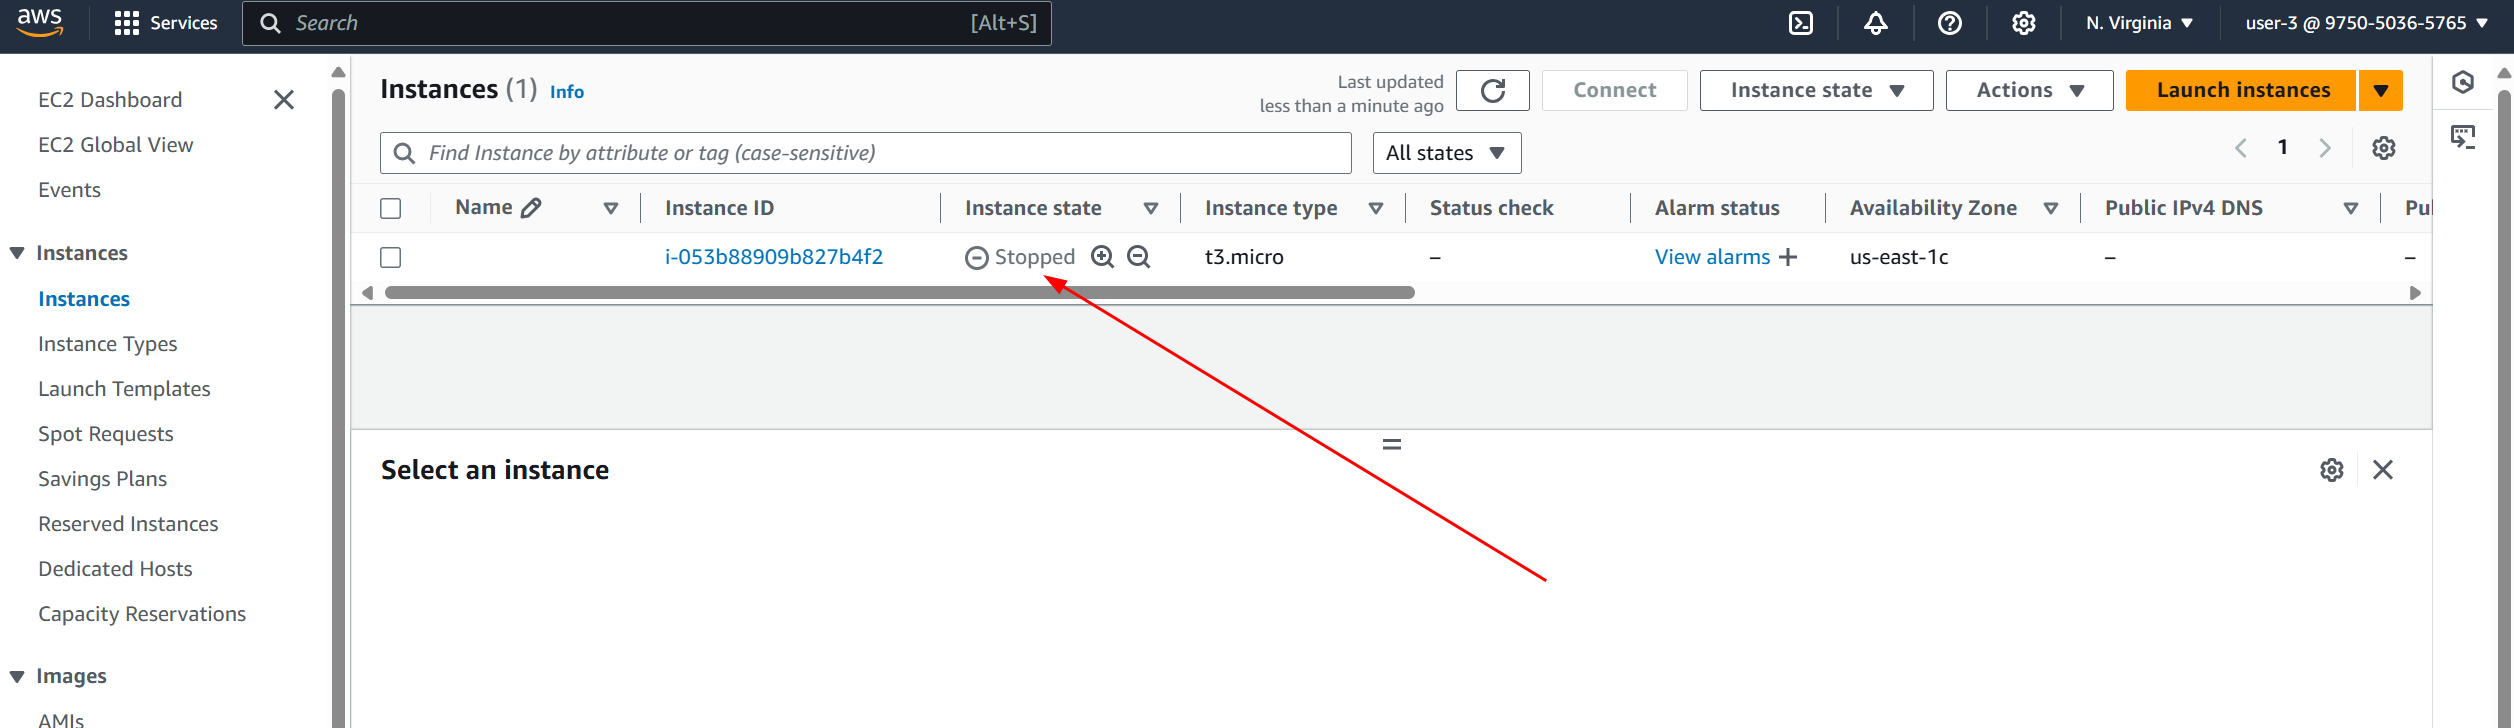 aws Services Search [Alt+S] N. Virginia user-3 @ 9750-5036-5765
EC2 Dashboard
EC2 Global View
Events
Instances
Instances
Instance Types
Launch Templates
Spot Requests
Savings Plans
Reserved Instances
Dedicated Hosts
Capacity Reservations
Images
AMIs
Instances (1) Info
Last updated
less than a minute ago
Connect Instance state Actions Launch instances
Find Instance by attribute or tag (case-sensitive) All states 1
Name Instance ID Instance state Instance type Status check Alarm status Availability Zone Public IPv4 DNS
i-053b88909b827b4f2 Stopped t3.micro – View alarms + us-east-1c – –
Select an instance